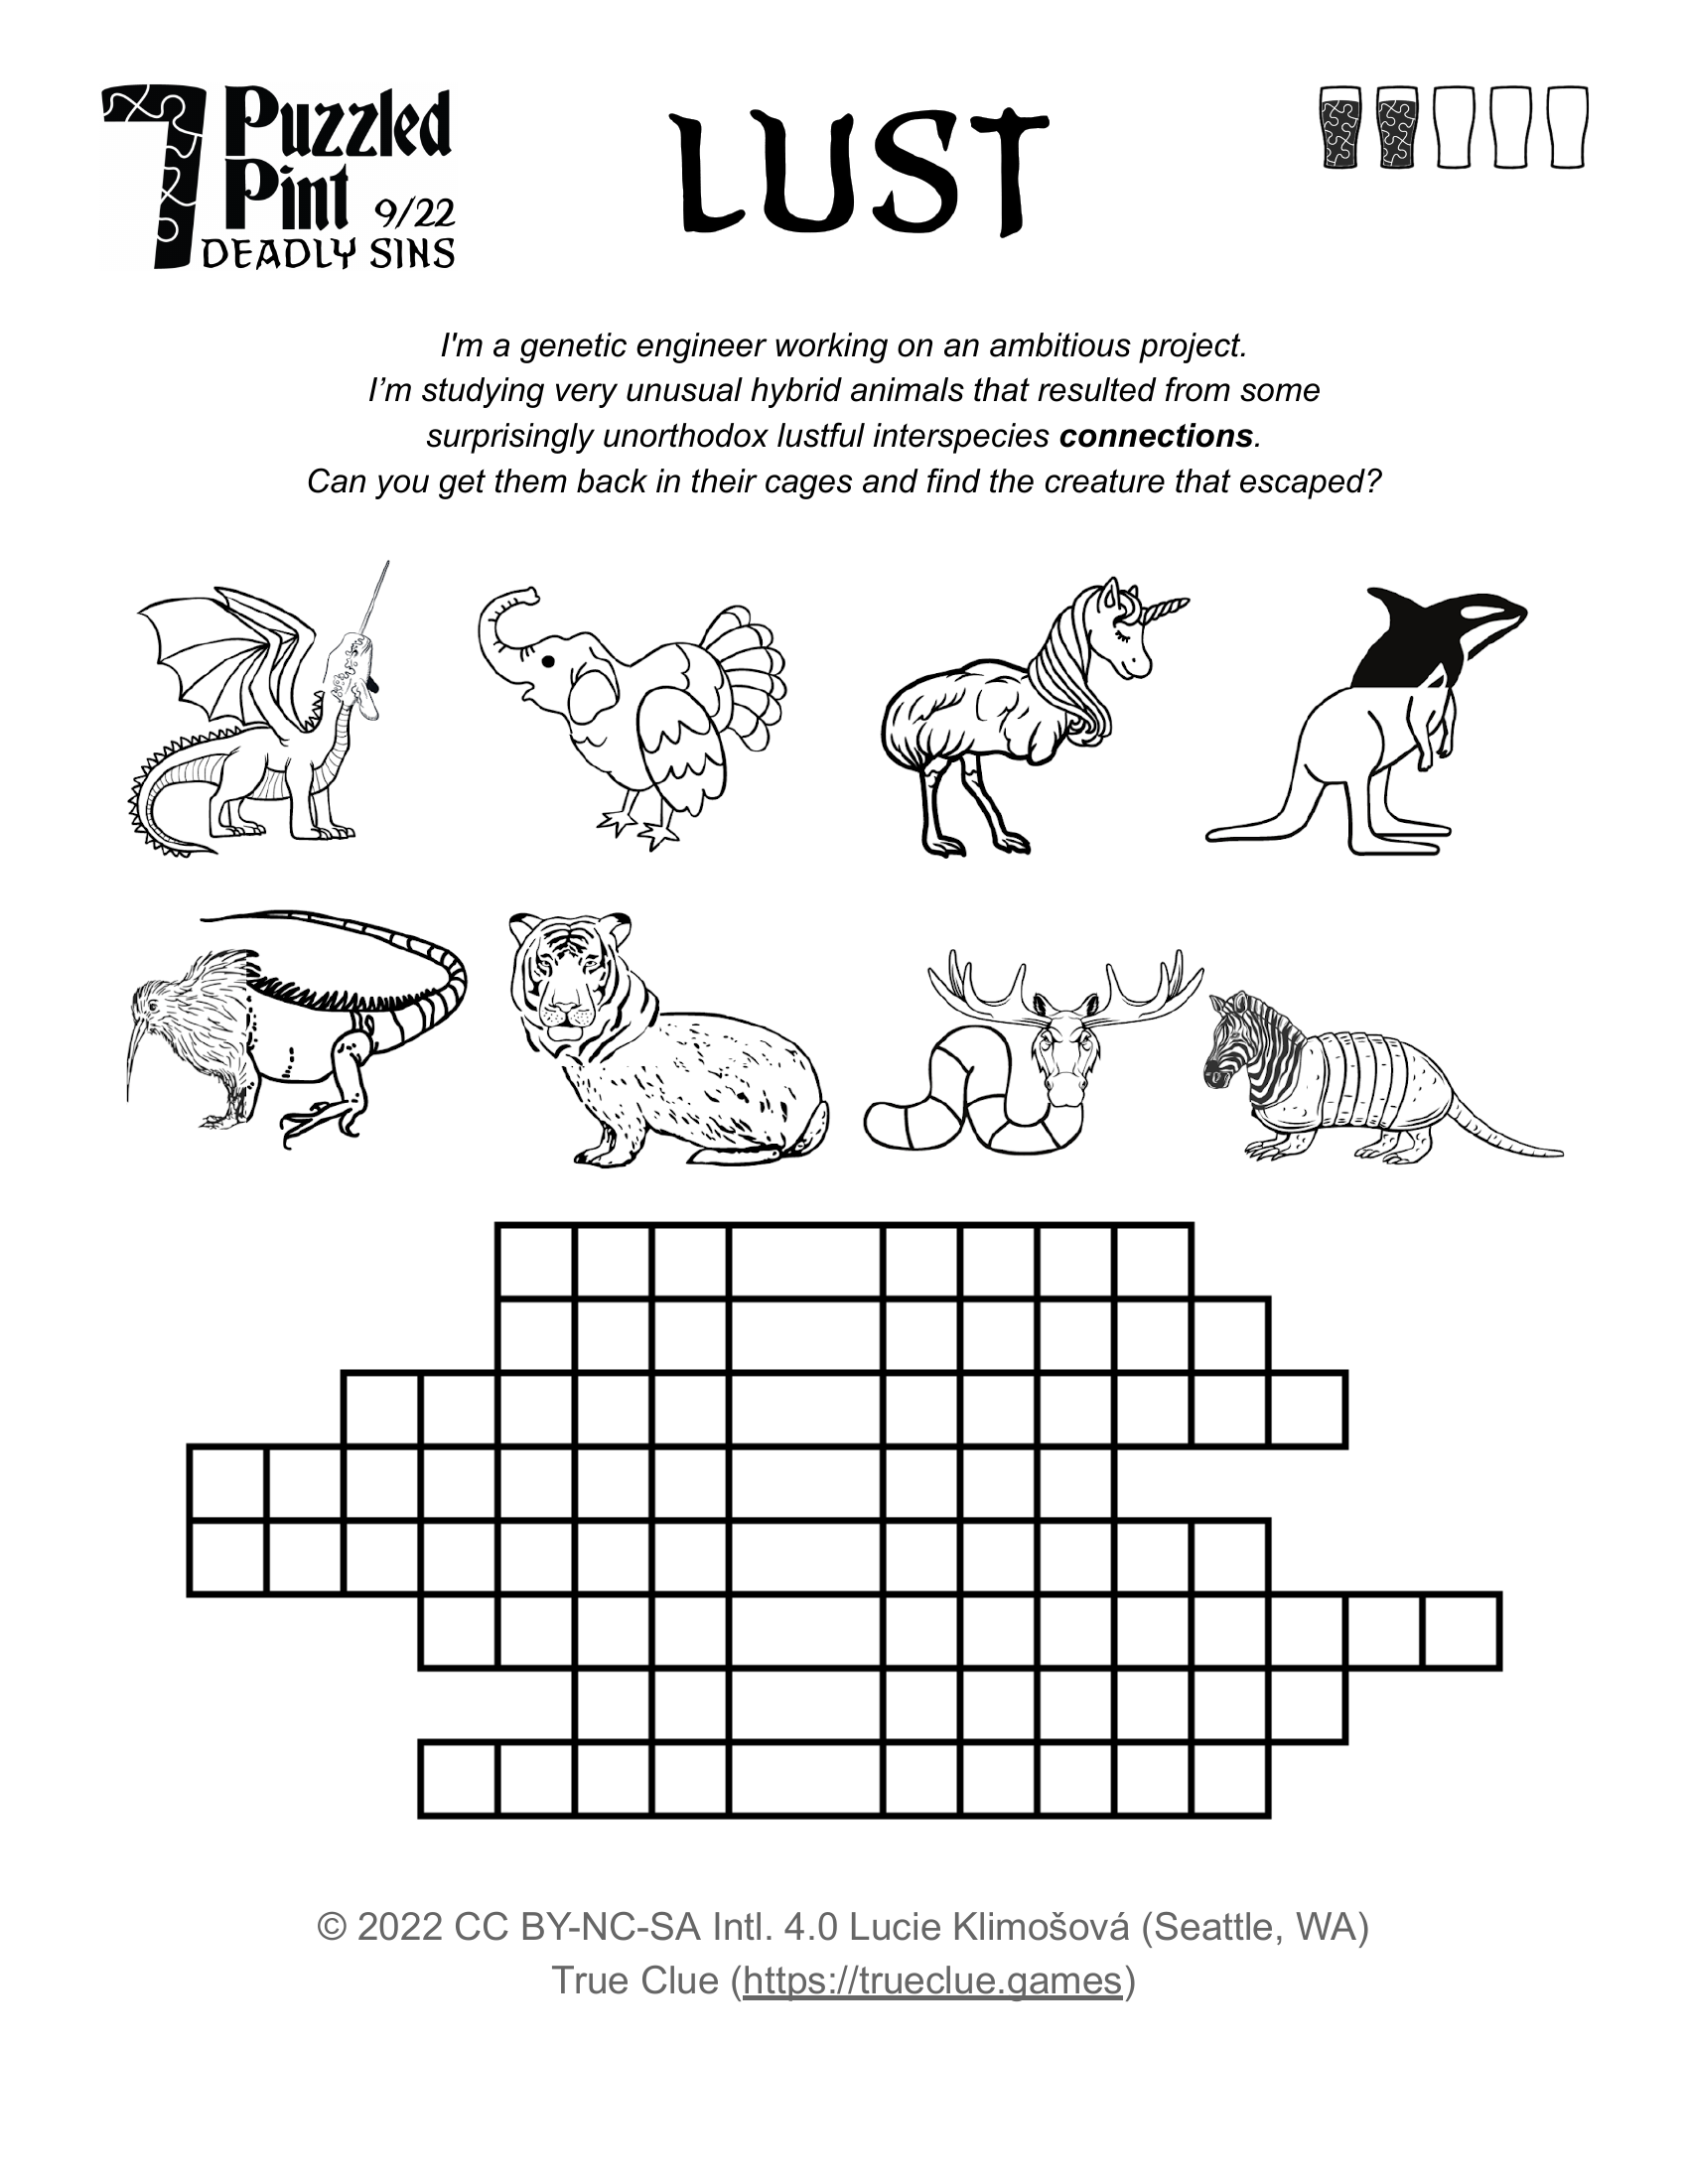 7 Puzzled
Pint 9/22
DEADLY SINS
LUST
I'm a genetic engineer working on an ambitious project.
I’m studying very unusual hybrid animals that resulted from some
surprisingly unorthodox lustful interspecies connections.
Can you get them back in their cages and find the creature that escaped?
© 2022 CC BY-NC-SA Intl. 4.0 Lucie Klimošová (Seattle, WA)
True Clue (https://trueclue.games)